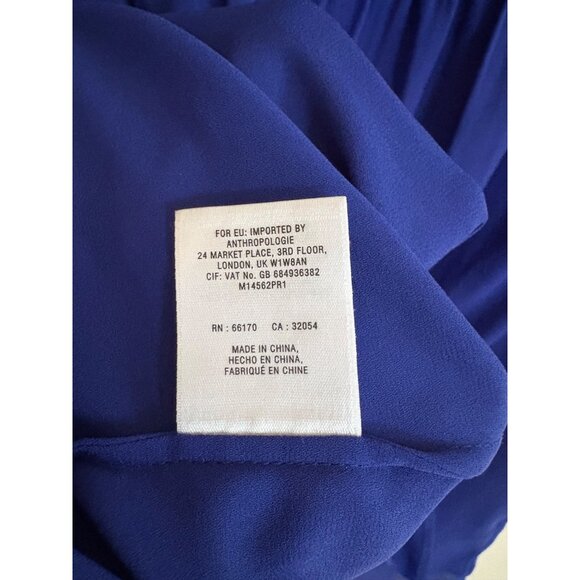 FOR EU: IMPORTED BY
ANTHROPOLOGIE
24 MARKET PLACE, 3RD FLOOR,
LONDON, UK W1W8AN
CIF: VAT No. GB 684936382
M14562PR1
RN : 66170 CA : 32054
MADE IN CHINA,
HECHO EN CHINA,
FABRIQUÉ EN CHINE